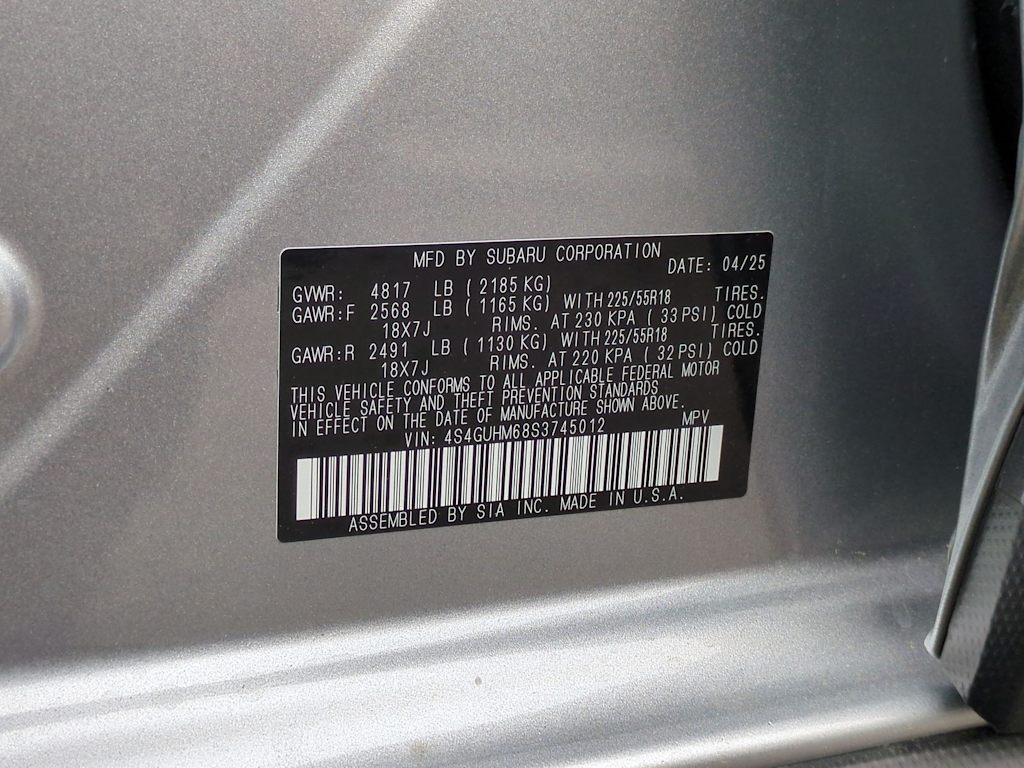 MFD BY SUBARU CORPORATION
DATE: 04/25
GVWR: 4817 LB ( 2185 KG)
GAWR:F 2568 LB ( 1165 KG) WITH 225/55R18 TIRES.
18X7J RIMS. AT 230 KPA ( 33 PSI) COLD
GAWR:R 2491 LB ( 1130 KG) WITH 225/55R18 TIRES.
18X7J RIMS. AT 220 KPA ( 32 PSI) COLD
THIS VEHICLE CONFORMS TO ALL APPLICABLE FEDERAL MOTOR
VEHICLE SAFETY AND THEFT PREVENTION STANDARDS
IN EFFECT ON THE DATE OF MANUFACTURE SHOWN ABOVE.
VIN: 4S4GUHM68S3745012 MPV
ASSEMBLED BY SIA INC. MADE IN U.S.A.